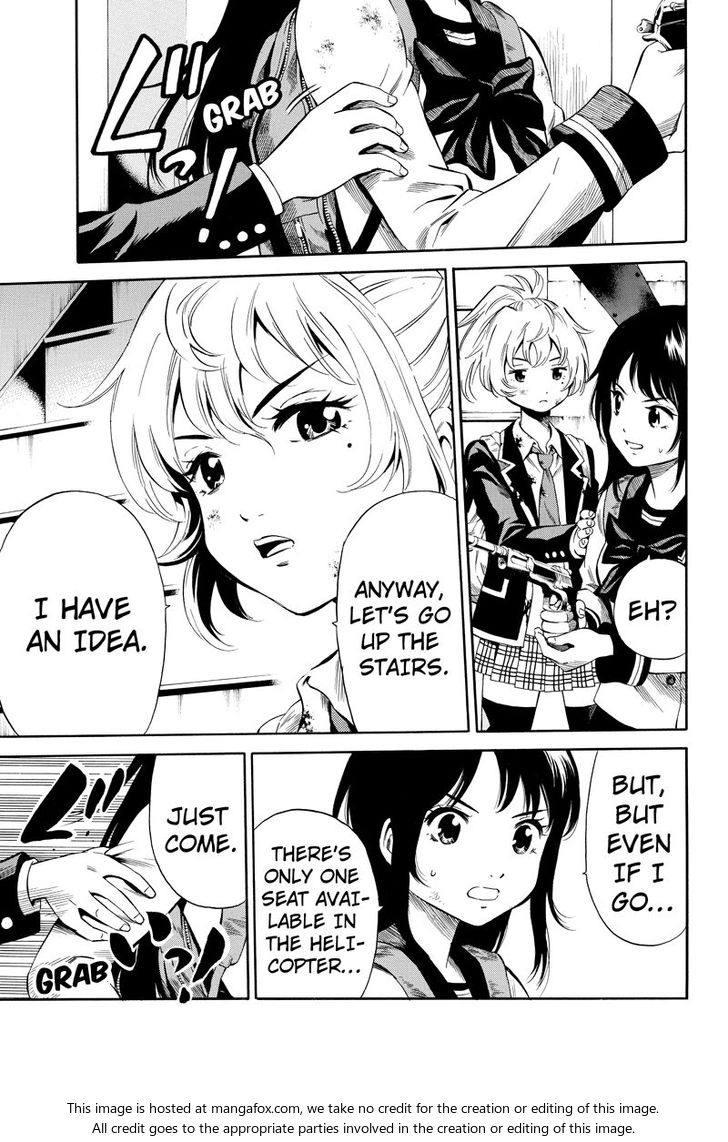 グッ
GRAB
!
EH?
ANYWAY,
LET'S GO
UP THE
STAIRS.
I HAVE
AN IDEA.
BUT,
BUT
EVEN
IF I
GO...
THERE'S
ONLY ONE
SEAT AVAI-
LABLE IN
THE HELI-
COPTER...
JUST
COME.
GRAB
This image is hosted at mangafox.com, we take no credit for the creation or editing of this image.
All credit goes to the appropriate parties involved in the creation or editing of this image.